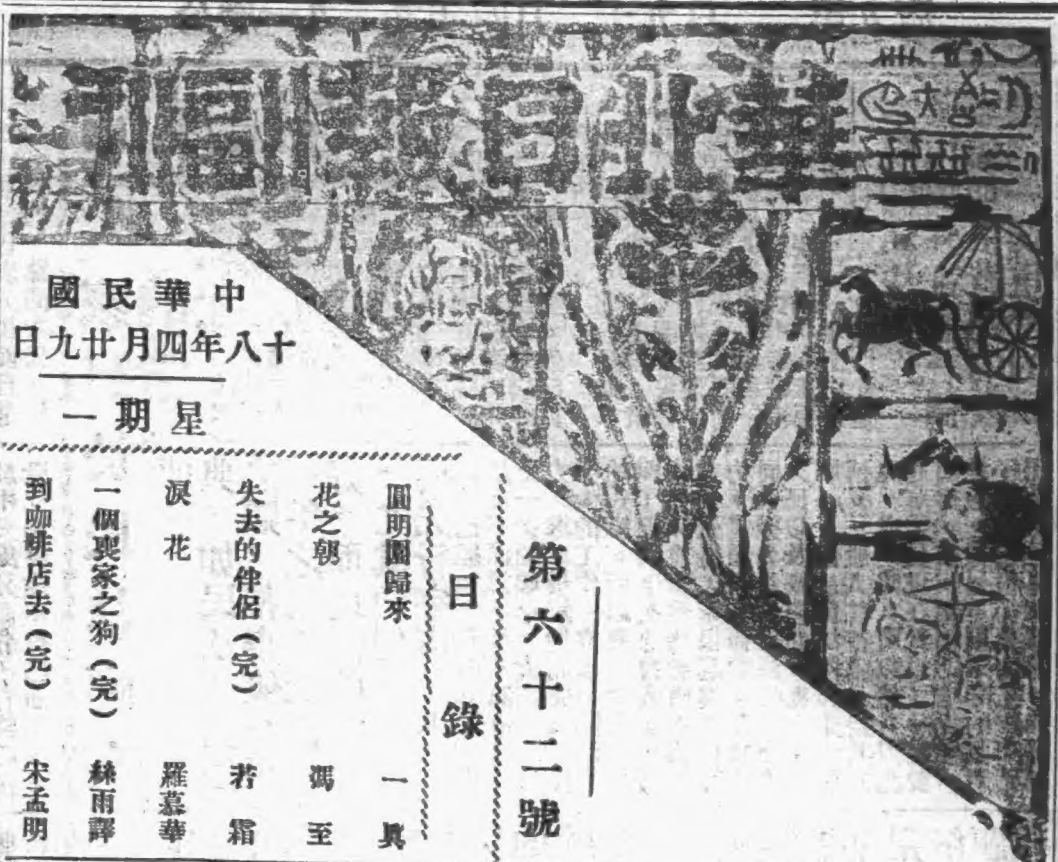 華北日報副刊
中華民國
十八年四月廿九日
星期一
第六十二號
目錄
圓明園歸來 一真
花之朝 馮至
失去的伴侶(完) 若霜
淚花 羅慕華
一個喪家之狗(完) 絲雨譯
到咖啡店去(完) 宋孟明